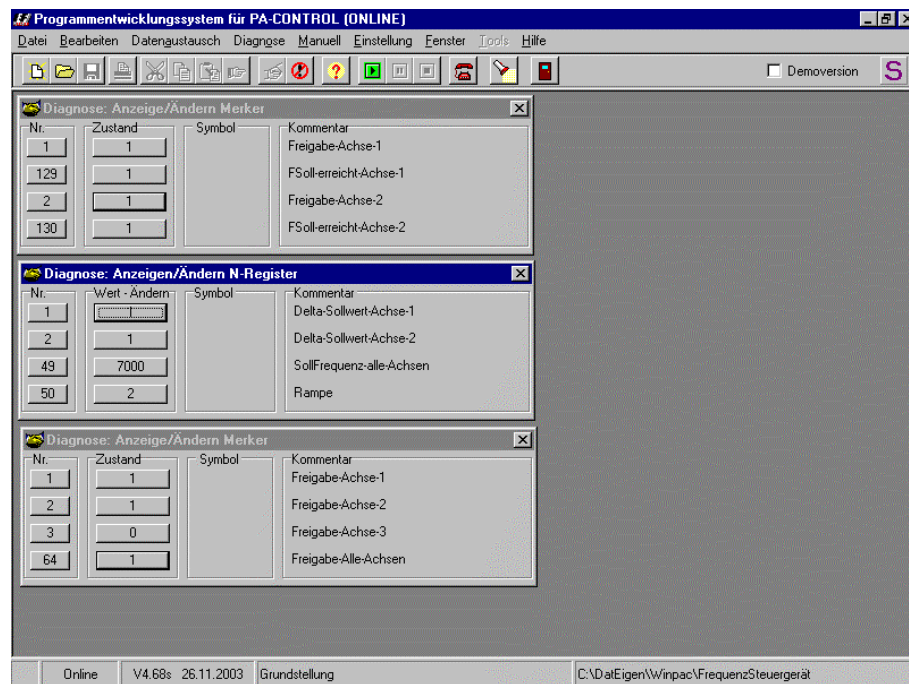 Programmentwicklungssystem für PA-CONTROL (ONLINE)
Datei Bearbeiten Datenaustausch Diagnose Manuell Einstellung Fenster Tools Hilfe
Demoversion S
Diagnose: Anzeige/Ändern Merker
Nr. Zustand Symbol Kommentar
1 1 Freigabe-Achse-1
129 1 FSoll-erreicht-Achse-1
2 1 Freigabe-Achse-2
130 1 FSoll-erreicht-Achse-2
Diagnose: Anzeigen/Ändern N-Register
Nr. Wert - Ändern Symbol Kommentar
1 1 Delta-Sollwert-Achse-1
2 1 Delta-Sollwert-Achse-2
49 7000 SollFrequenz-alle-Achsen
50 2 Rampe
Diagnose: Anzeige/Ändern Merker
Nr. Zustand Symbol Kommentar
1 1 Freigabe-Achse-1
2 1 Freigabe-Achse-2
3 0 Freigabe-Achse-3
64 1 Freigabe-Alle-Achsen
Online V4.68s 26.11.2003 Grundstellung C:\DatEigen\Winpac\FrequenzSteuergerät